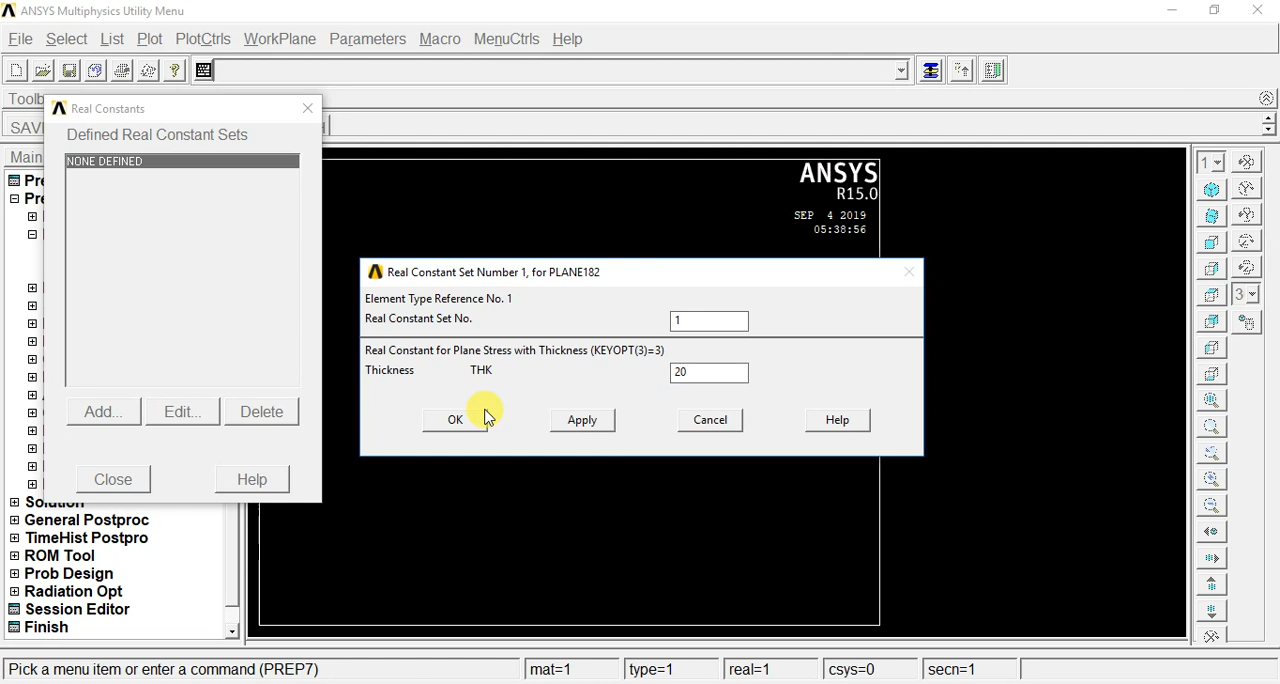 ANSYS Multiphysics Utility Menu
File Select List Plot PlotCtrls WorkPlane Parameters Macro MenuCtrls Help
Real Constants
Defined Real Constant Sets
NONE DEFINED
Add... Edit... Delete
Close Help
ANSYS
R15.0
SEP 4 2019
05:38:56
Real Constant Set Number 1, for PLANE182
Element Type Reference No. 1
Real Constant Set No. 1
Real Constant for Plane Stress with Thickness (KEYOPT(3)=3)
Thickness THK 20
OK Apply Cancel Help
Main
General Postproc
TimeHist Postpro
ROM Tool
Prob Design
Radiation Opt
Session Editor
Finish
1
3
Pick a menu item or enter a command (PREP7) mat=1 type=1 real=1 csys=0 secn=1